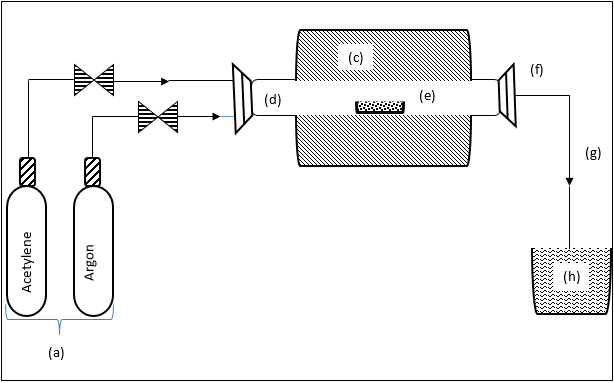 (c)
(f)
(d)
(e)
(g)
Acetylene
Argon
(h)
(a)